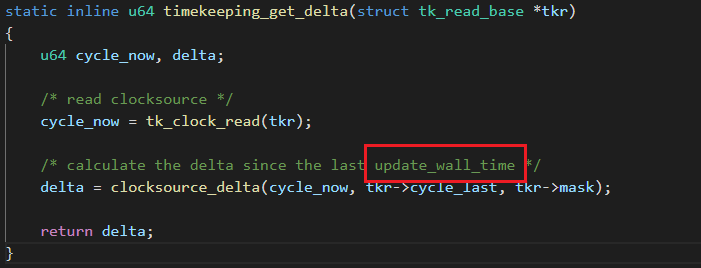 static inline u64 timekeeping_get_delta(struct tk_read_base *tkr)
{
    u64 cycle_now, delta;
    /* read clocksource */
    cycle_now = tk_clock_read(tkr);
    /* calculate the delta since the last update_wall_time */
    delta = clocksource_delta(cycle_now, tkr->cycle_last, tkr->mask);
    return delta;
}